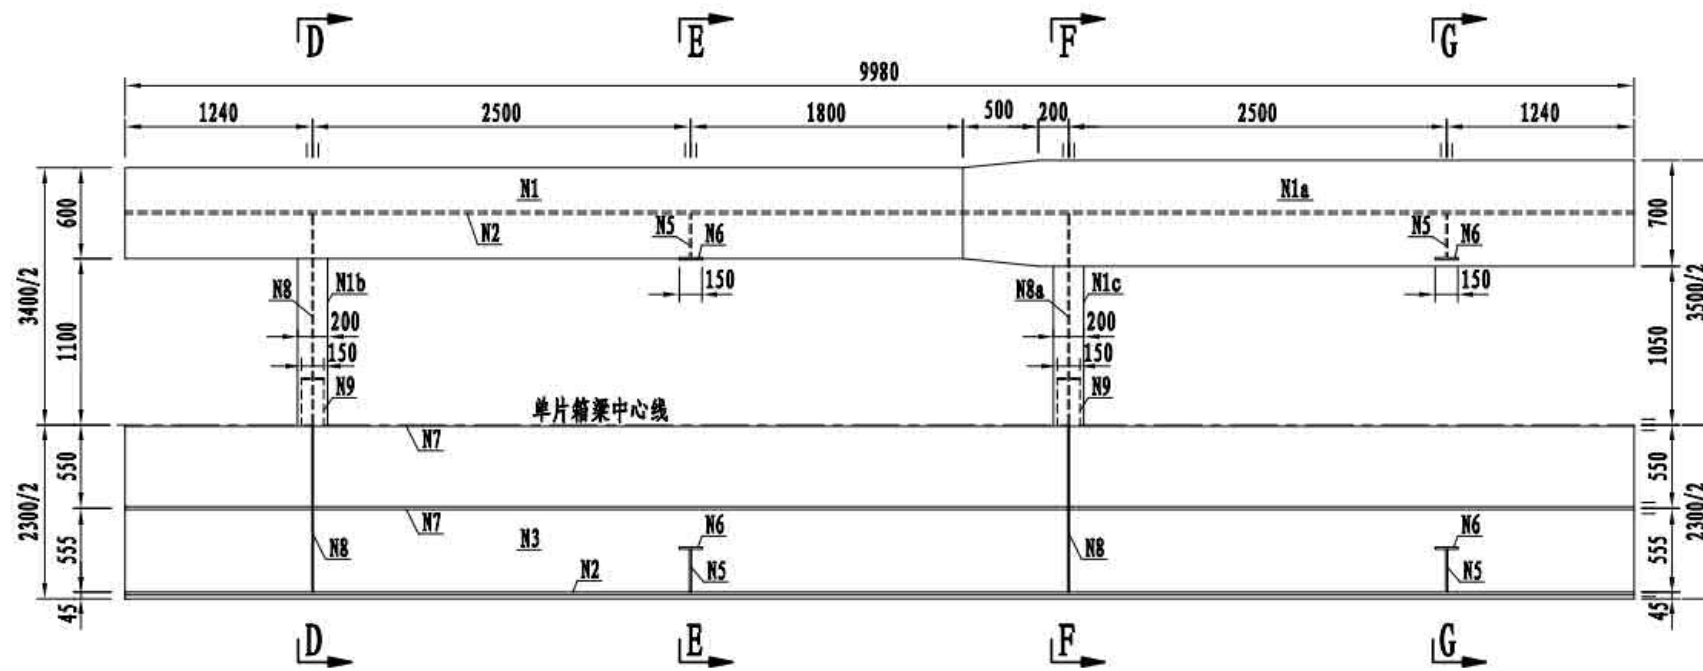 D E F G
9980
1240 2500 1800 500 200 2500 1240
N1 N1a
600 700
N2 N5 N6 N5 N6
150 150
3400/2 3500/2
N8 N1b N8a N1c
200 200
1100 1050
150 150
N9 N9
单片箱梁中心线
N7
550 550
2300/2 2300/2
N7 N3 N6 N6
N8 N8
555 555
N2 N5 N5
45 45
D E F G